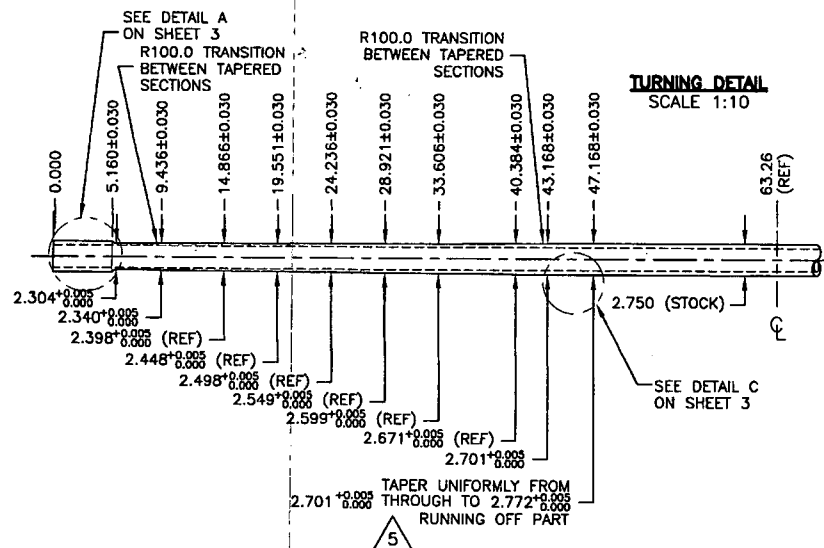 SEE DETAIL A
ON SHEET 3
R100.0 TRANSITION
BETWEEN TAPERED
SECTIONS
R100.0 TRANSITION
BETWEEN TAPERED
SECTIONS
TURNING DETAIL
SCALE 1:10
0.000
5.160±0.030
9.436±0.030
14.866±0.030
19.551±0.030
24.236±0.030
28.921±0.030
33.606±0.030
40.384±0.030
43.168±0.030
47.168±0.030
63.26
(REF)
2.304 +0.005 0.000
2.340 +0.005 0.000
2.398 +0.005 0.000 (REF)
2.448 +0.005 0.000 (REF)
2.498 +0.005 0.000 (REF)
2.549 +0.005 0.000 (REF)
2.599 +0.005 0.000 (REF)
2.671 +0.005 0.000 (REF)
2.701 +0.005 0.000
2.750 (STOCK)
℄
SEE DETAIL C
ON SHEET 3
TAPER UNIFORMLY FROM
2.701 +0.005 0.000 THROUGH TO 2.772 +0.005 0.000
RUNNING OFF PART
5